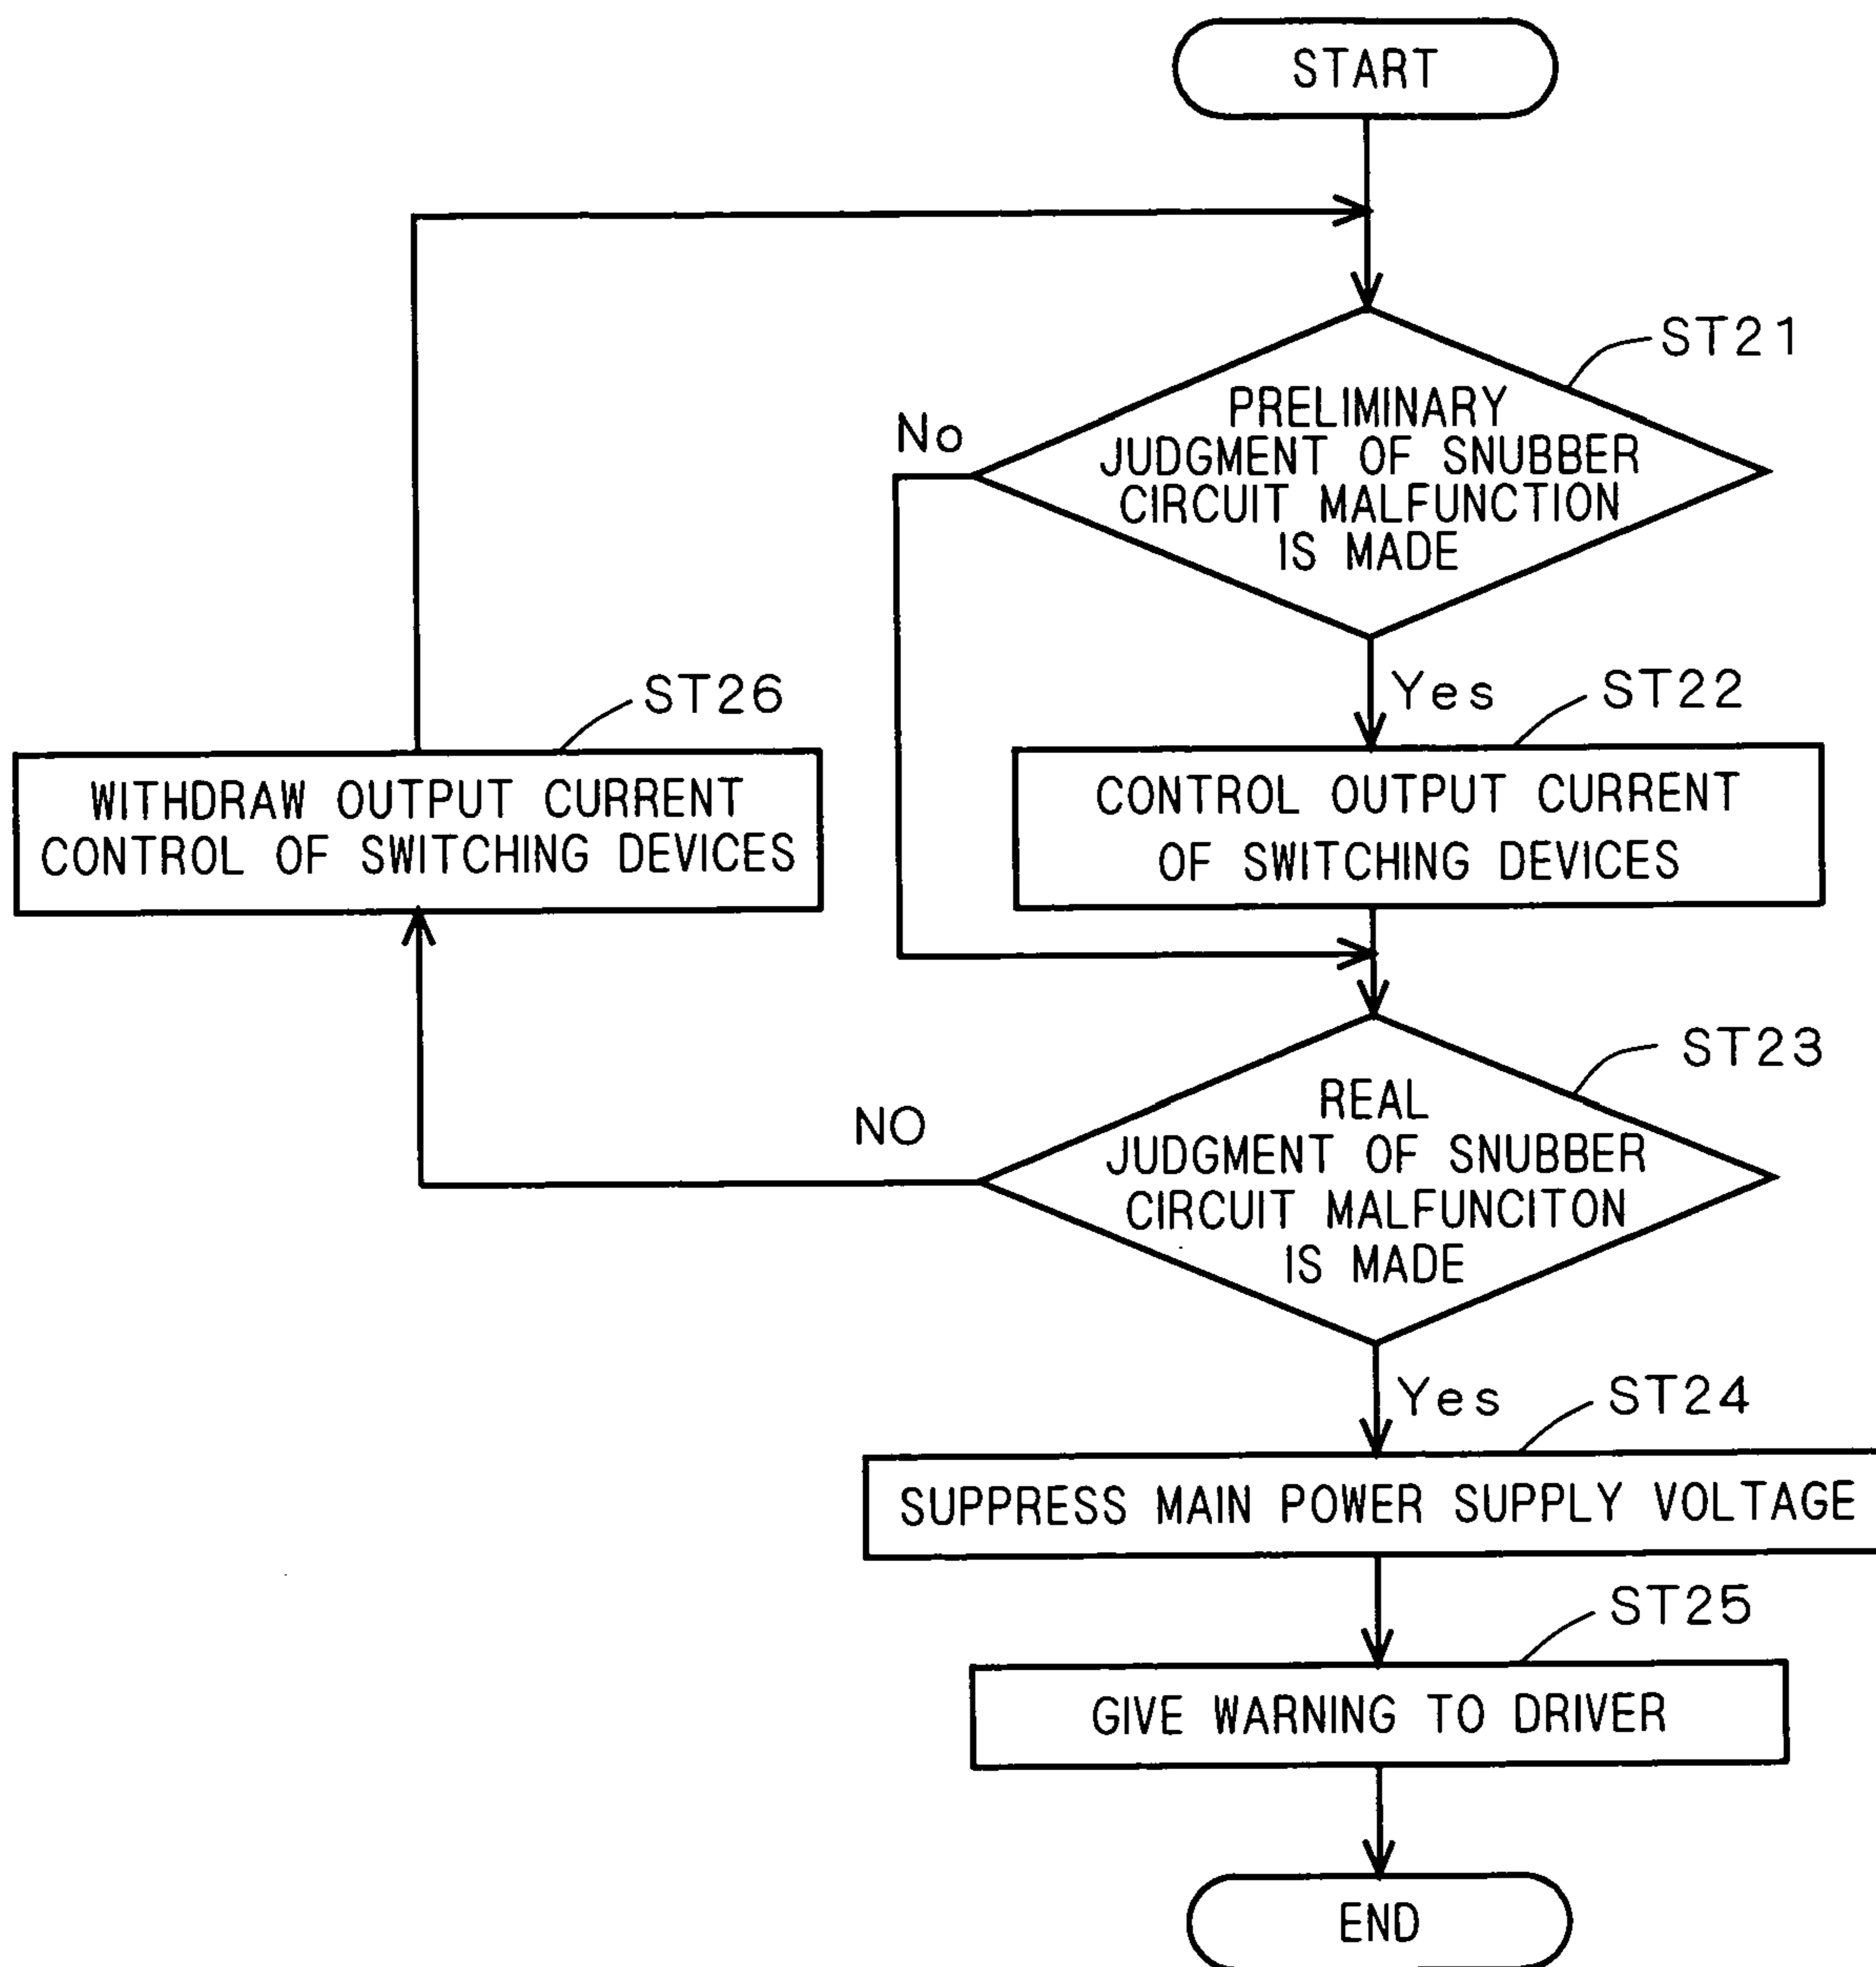 START
ST21
PRELIMINARY
JUDGMENT OF SNUBBER
CIRCUIT MALFUNCTION
IS MADE
No
Yes
ST22
CONTROL OUTPUT CURRENT
OF SWITCHING DEVICES
ST26
WITHDRAW OUTPUT CURRENT
CONTROL OF SWITCHING DEVICES
ST23
REAL
JUDGMENT OF SNUBBER
CIRCUIT MALFUNCITON
IS MADE
NO
Yes
ST24
SUPPRESS MAIN POWER SUPPLY VOLTAGE
ST25
GIVE WARNING TO DRIVER
END